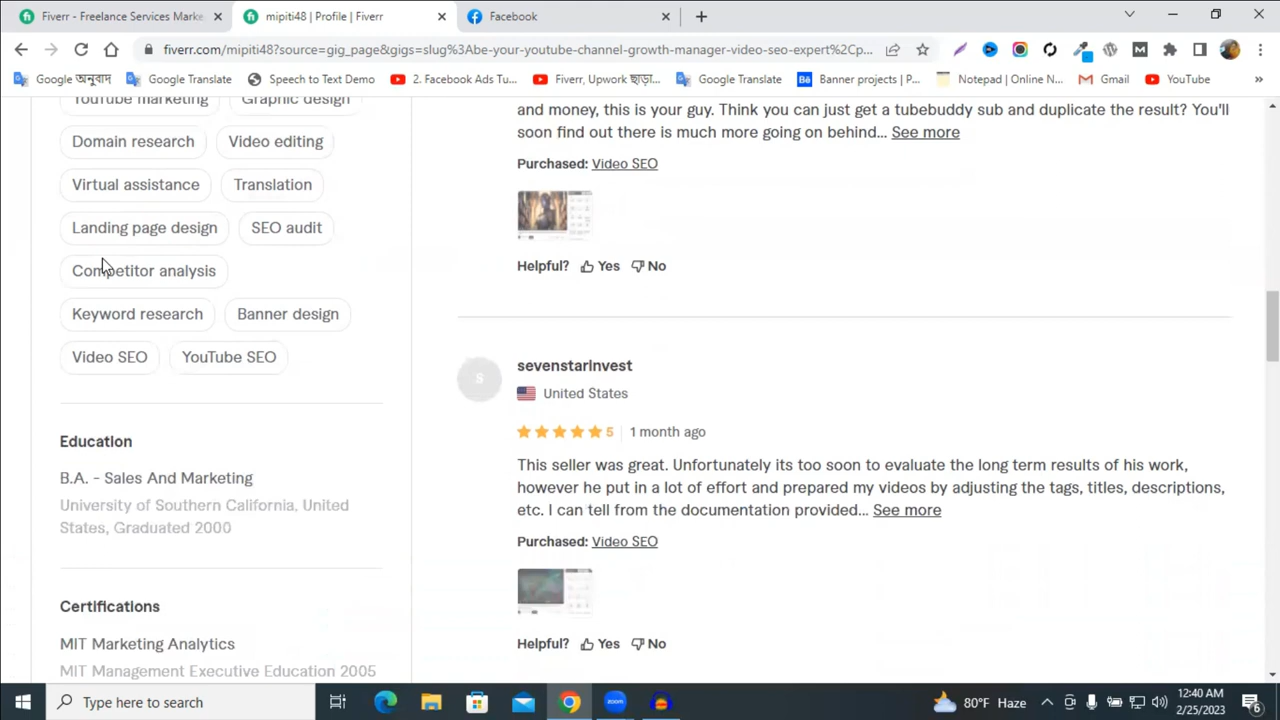 Fiverr - Freelance Services Marke
mipiti48 | Profile | Fiverr
Facebook
fiverr.com/mipiti48?source=gig_page&gigs=slug%3Abe-your-youtube-channel-growth-manager-video-seo-expert%2Cp...
Google অনুবাদ
Google Translate
Speech to Text Demo
2. Facebook Ads Tu...
Fiverr, Upwork ছাড়া...
Google Translate
Banner projects | P...
Notepad | Online N...
Gmail
YouTube
»
YouTube marketing
Graphic design
Domain research
Video editing
Virtual assistance
Translation
Landing page design
SEO audit
Competitor analysis
Keyword research
Banner design
Video SEO
YouTube SEO
Education
B.A. - Sales And Marketing
University of Southern California, United
States, Graduated 2000
Certifications
MIT Marketing Analytics
MIT Management Executive Education 2005
and money, this is your guy. Think you can just get a tubebuddy sub and duplicate the result? You'll
soon find out there is much more going on behind... See more
Purchased: Video SEO
Helpful? Yes No
S
sevenstarinvest
United States
5 1 month ago
This seller was great. Unfortunately its too soon to evaluate the long term results of his work,
however he put in a lot of effort and prepared my videos by adjusting the tags, titles, descriptions,
etc. I can tell from the documentation provided... See more
Purchased: Video SEO
Helpful? Yes No
Type here to search
zoom
80°F Haze
12:40 AM
2/25/2023
6